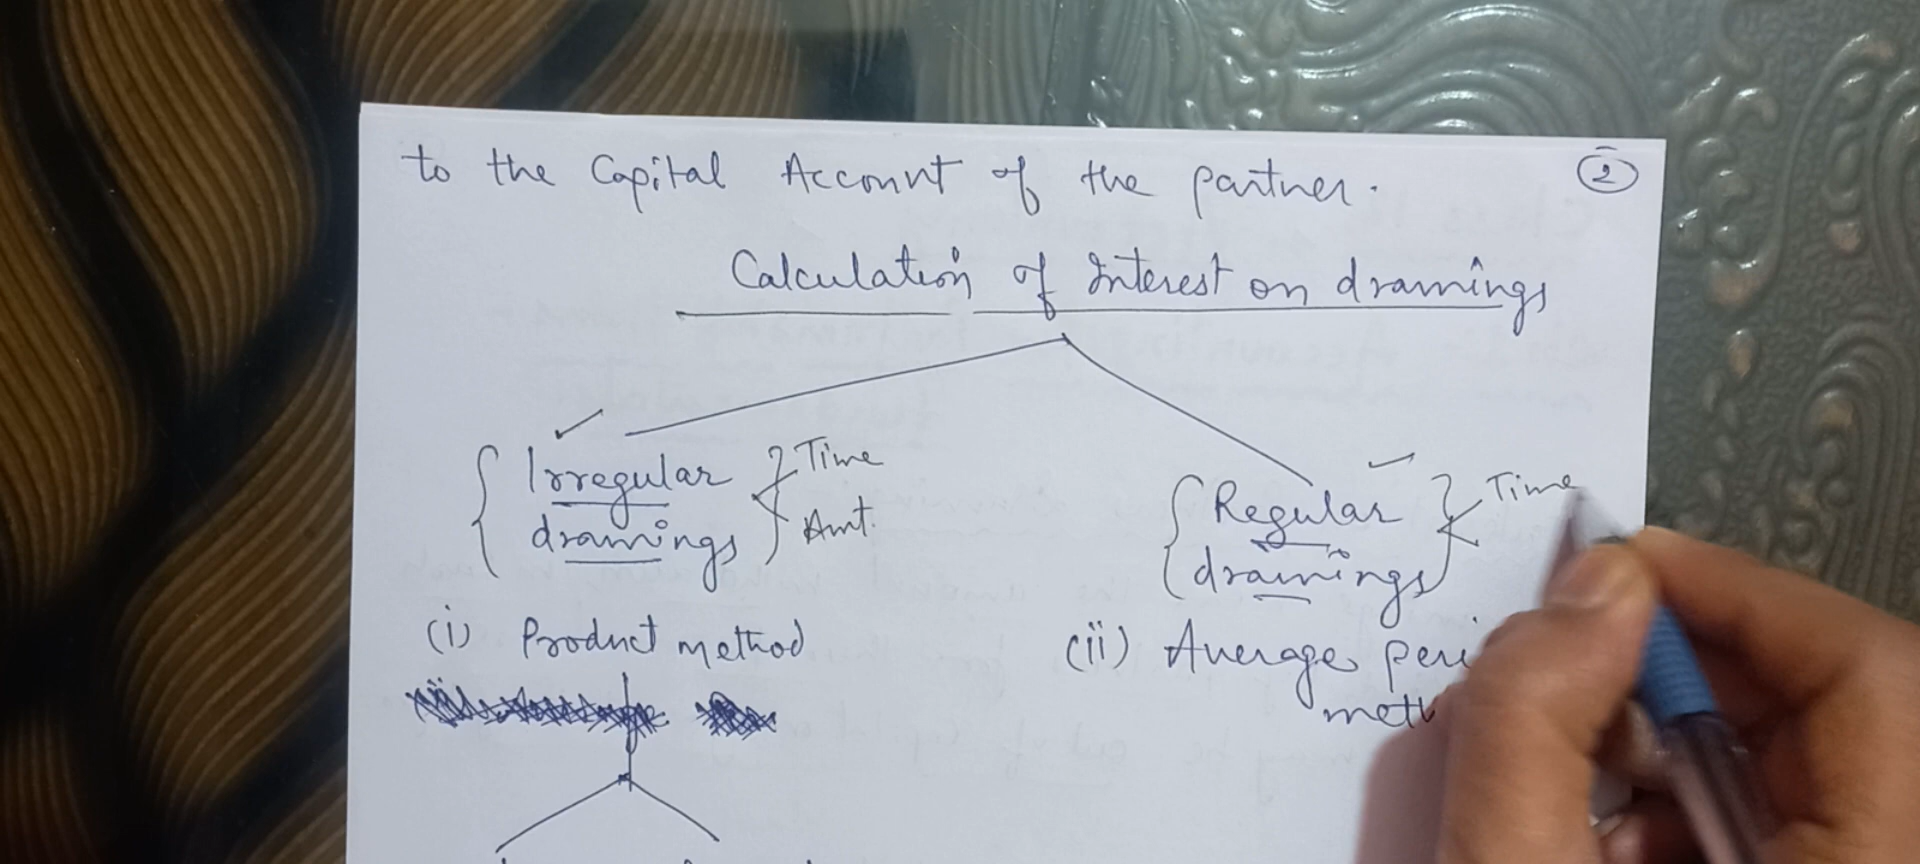 to the Capital Account of the partner.
2
Calculation of Interest on drawings
Irregular
drawings
Time
Amt.
Regular
drawings
Time
(i) Product method
(ii) Average